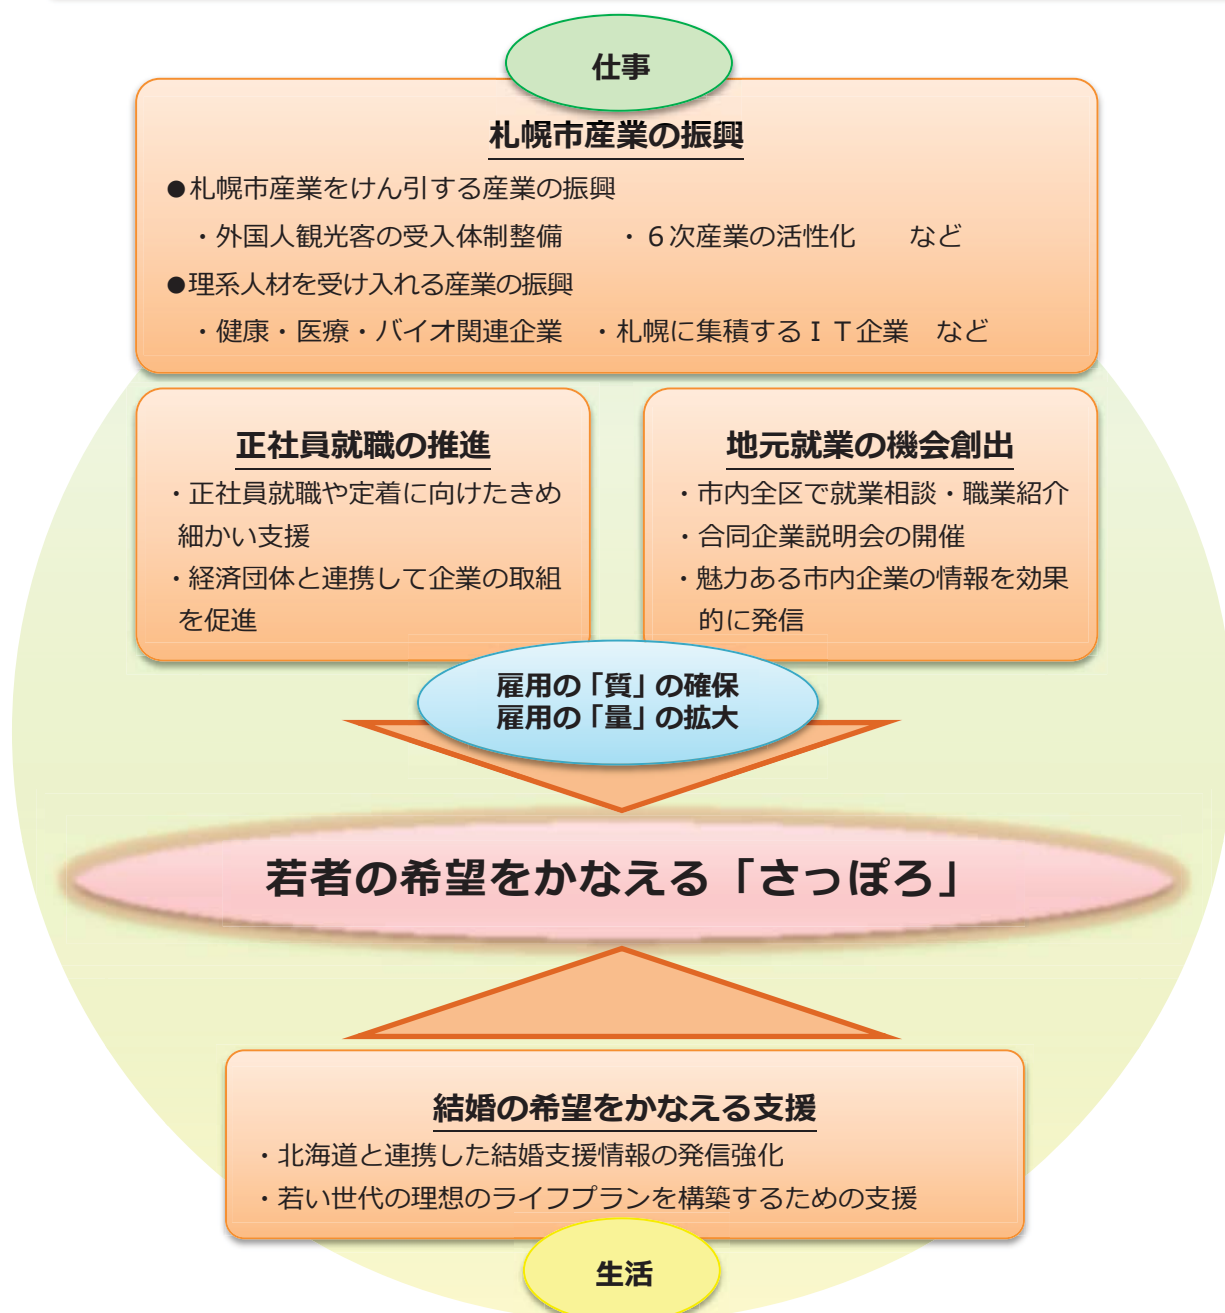 仕事
札幌市産業の振興
●札幌市産業をけん引する産業の振興
・外国人観光客の受入体制整備　　・６次産業の活性化　　など
●理系人材を受け入れる産業の振興
・健康・医療・バイオ関連企業　・札幌に集積するＩＴ企業　など
正社員就職の推進
・正社員就職や定着に向けたきめ
細かい支援
・経済団体と連携して企業の取組
を促進
地元就業の機会創出
・市内全区で就業相談・職業紹介
・合同企業説明会の開催
・魅力ある市内企業の情報を効果
的に発信
雇用の「質」の確保
雇用の「量」の拡大
若者の希望をかなえる「さっぽろ」
結婚の希望をかなえる支援
・北海道と連携した結婚支援情報の発信強化
・若い世代の理想のライフプランを構築するための支援
生活